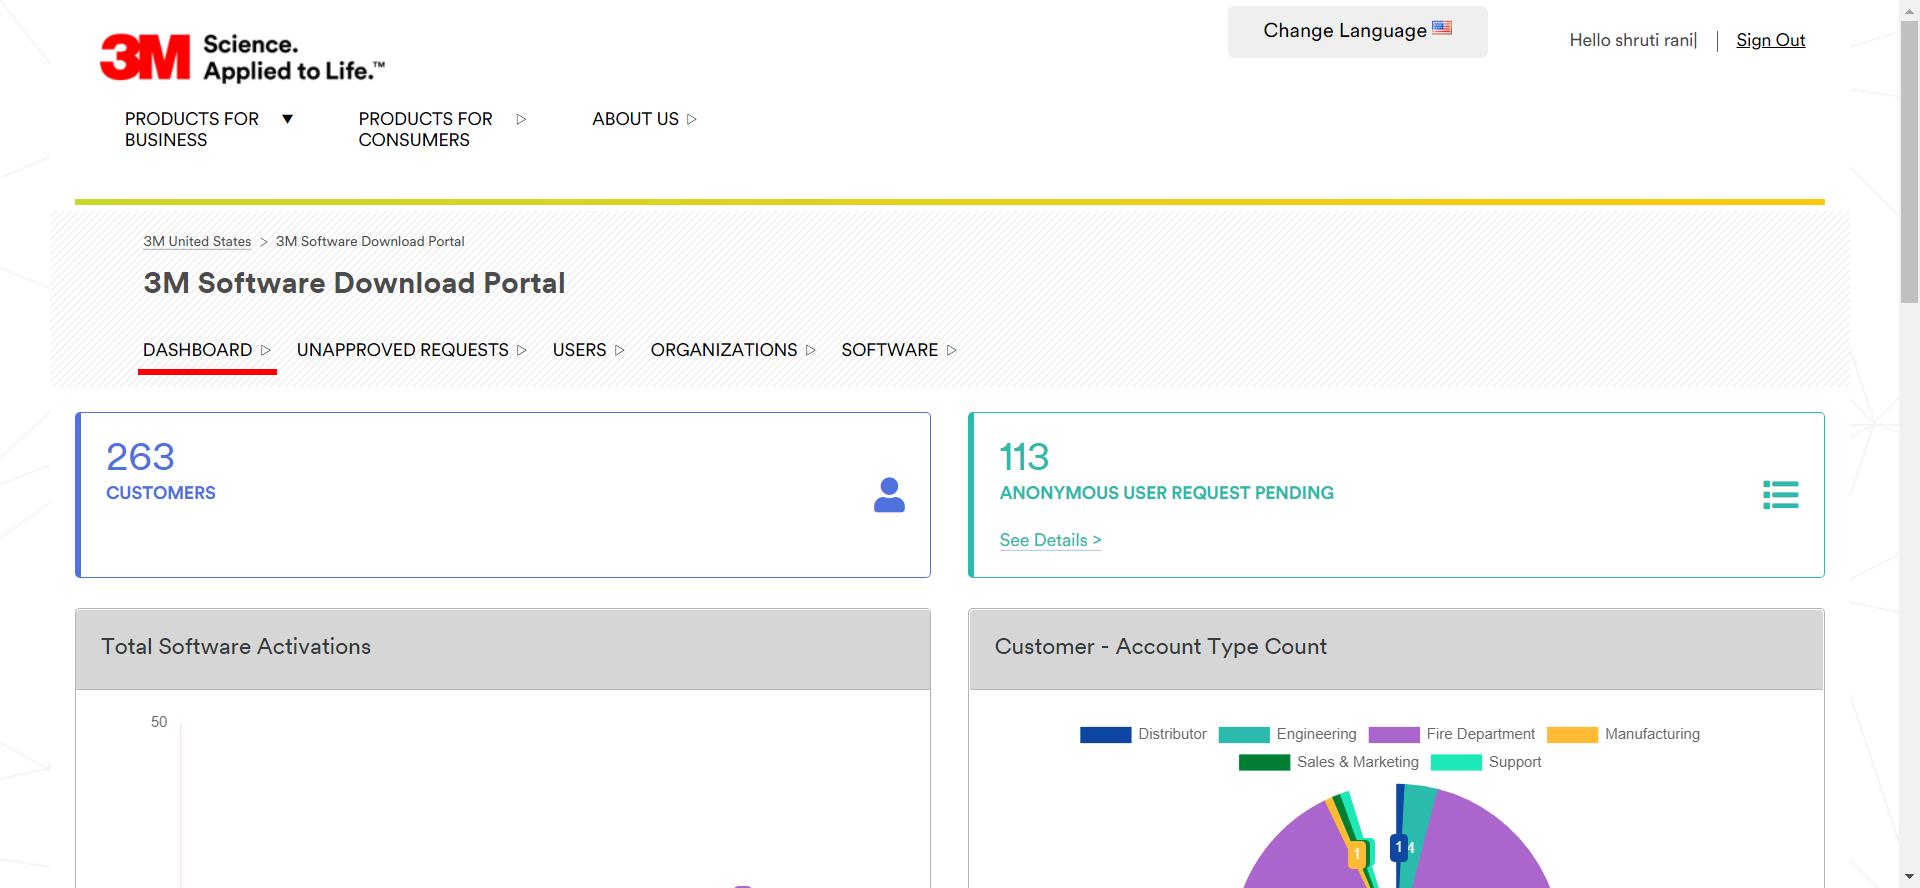 3M Science.
Applied to Life.™
Change Language
Hello shruti rani|
Sign Out
PRODUCTS FOR
BUSINESS
PRODUCTS FOR
CONSUMERS
ABOUT US
3M United States > 3M Software Download Portal
3M Software Download Portal
DASHBOARD
UNAPPROVED REQUESTS
USERS
ORGANIZATIONS
SOFTWARE
263
CUSTOMERS
113
ANONYMOUS USER REQUEST PENDING
See Details >
Total Software Activations
50
Customer - Account Type Count
Distributor
Engineering
Fire Department
Manufacturing
Sales & Marketing
Support
1
1
4